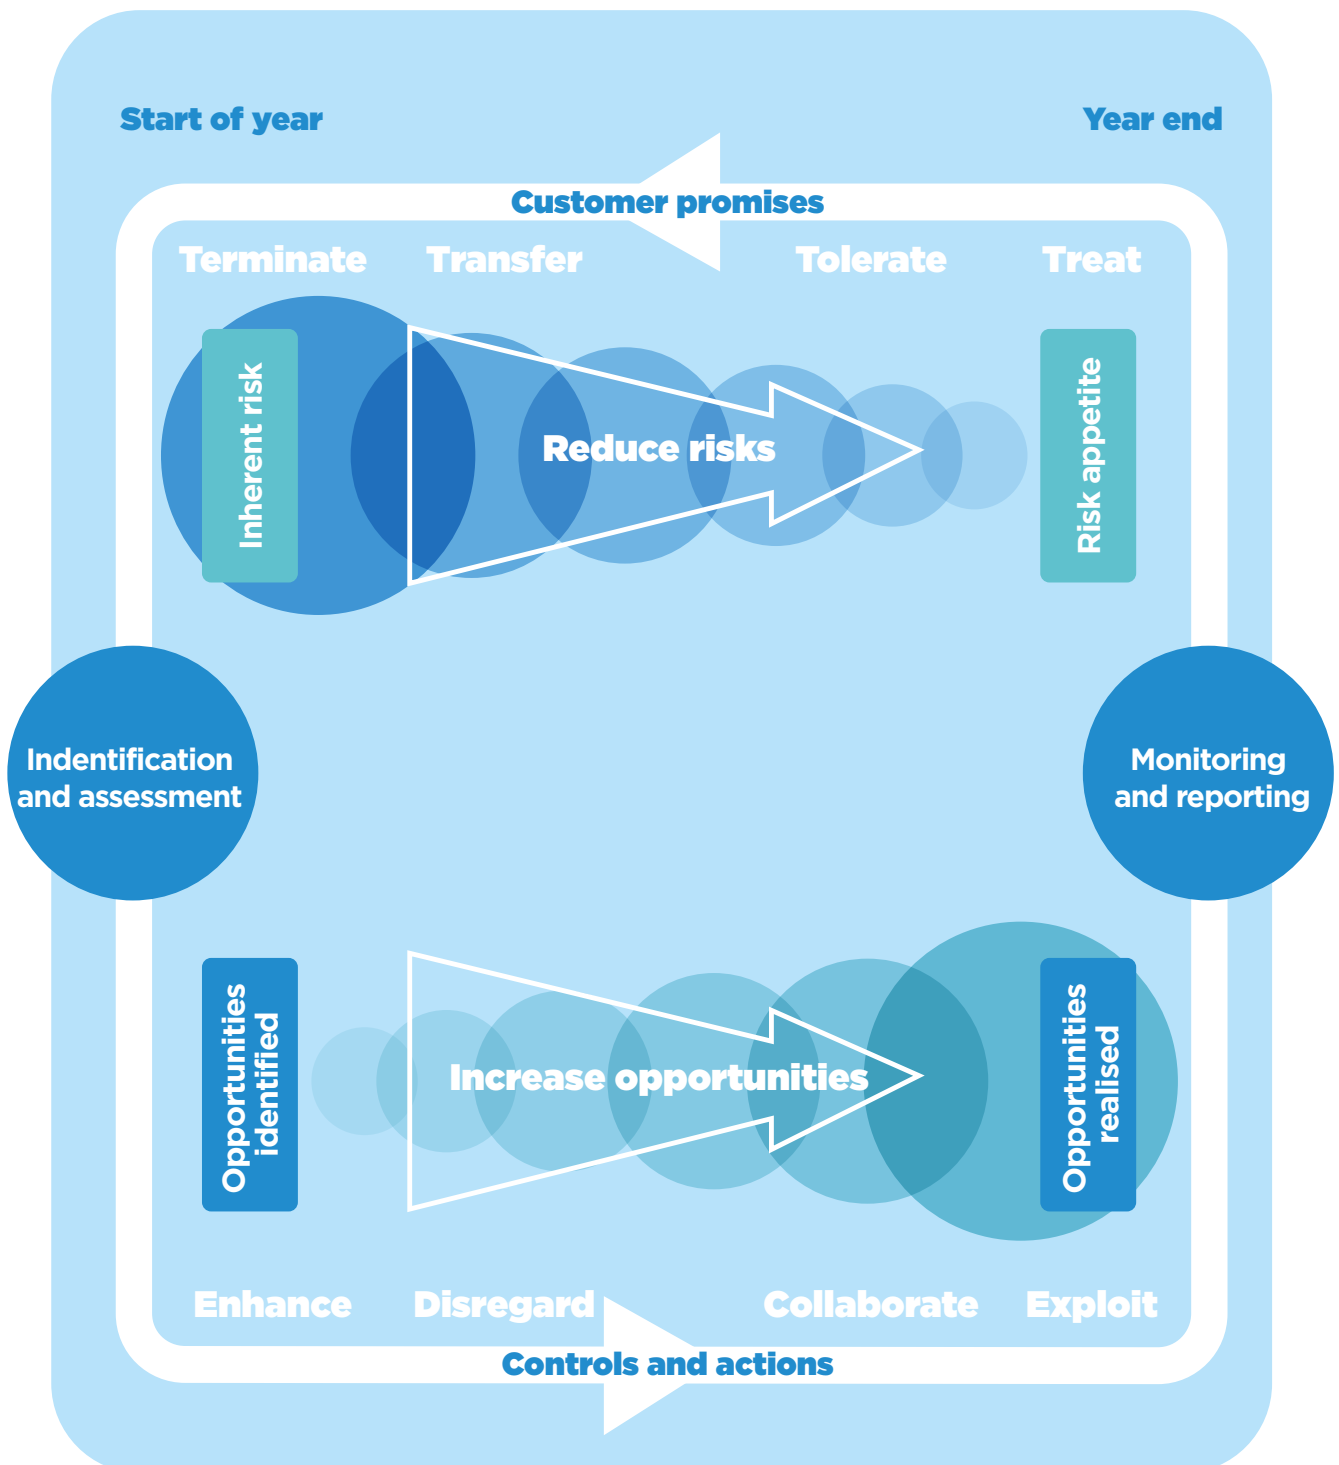 Start of year
Year end
Customer promises
Terminate
Transfer
Tolerate
Treat
Inherent risk
Reduce risks
Risk appetite
Indentification
and assessment
Monitoring
and reporting
Opportunities
identified
Increase opportunities
Opportunities
realised
Enhance
Disregard
Collaborate
Exploit
Controls and actions